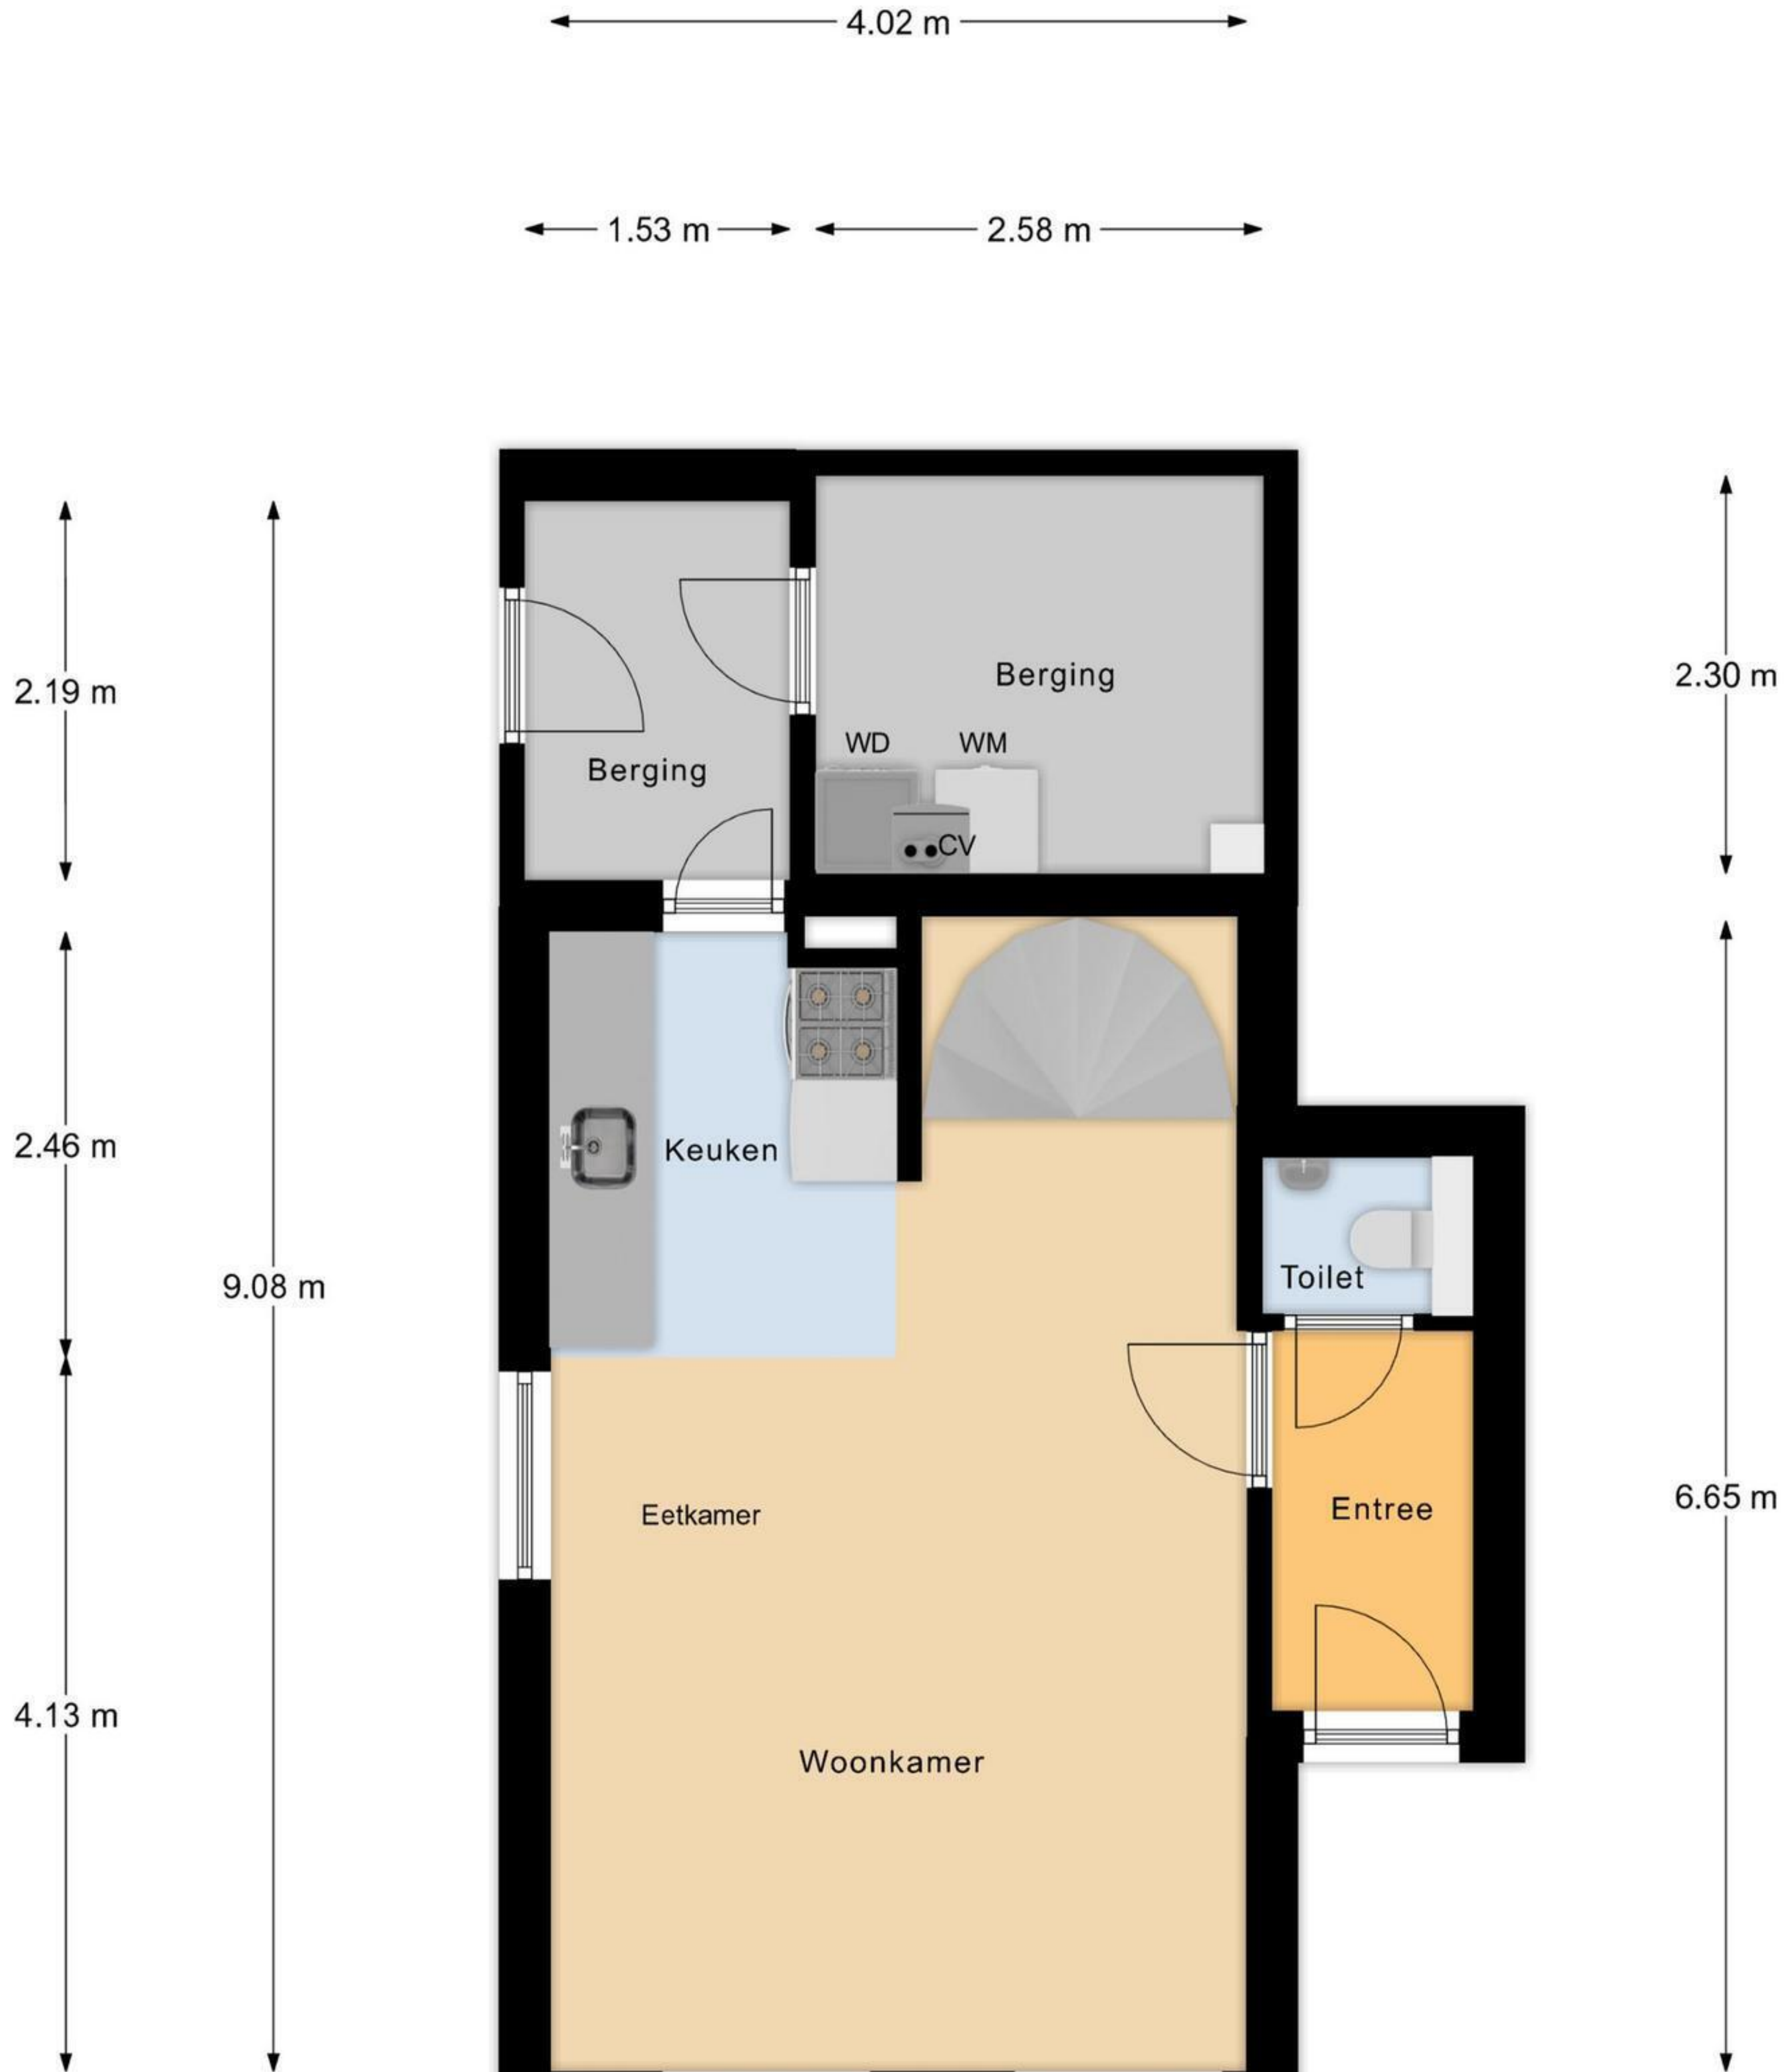 4.02 m
1.53 m
2.58 m
2.19 m
2.30 m
Berging
WD
WM
Berging
CV
2.46 m
Keuken
9.08 m
Toilet
6.65 m
Entree
Eetkamer
4.13 m
Woonkamer